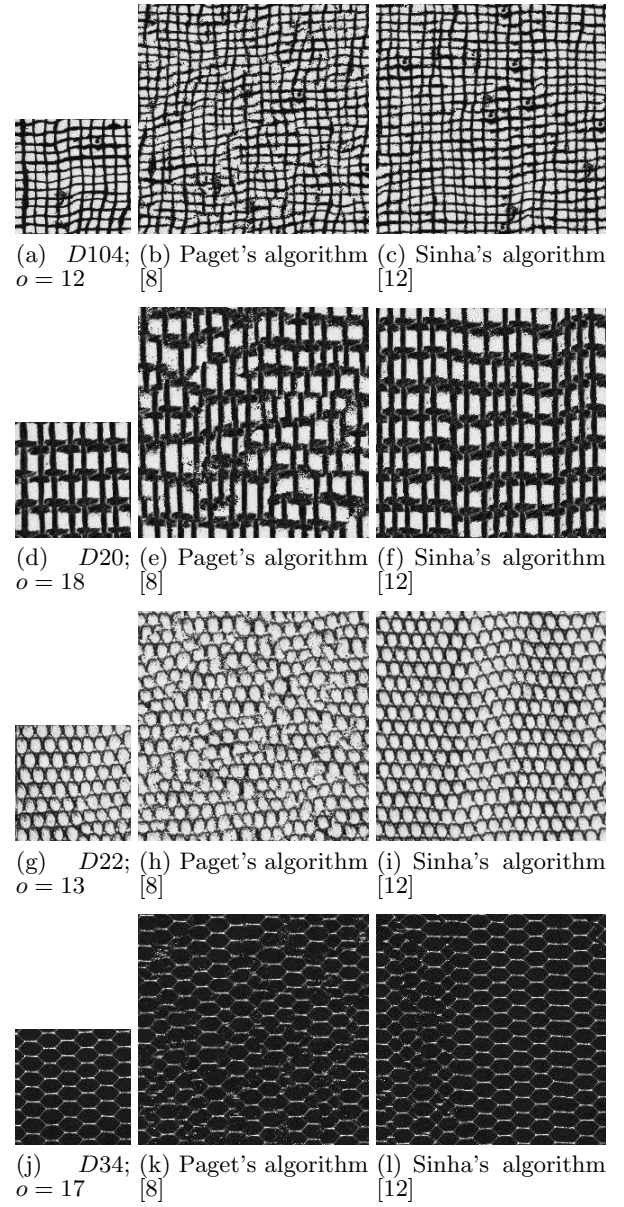 (a) D104; (b) Paget's algorithm (c) Sinha's algorithm
o = 12 [8] [12]
(d) D20; (e) Paget's algorithm (f) Sinha's algorithm
o = 18 [8] [12]
(g) D22; (h) Paget's algorithm (i) Sinha's algorithm
o = 13 [8] [12]
(j) D34; (k) Paget's algorithm (l) Sinha's algorithm
o = 17 [8] [12]